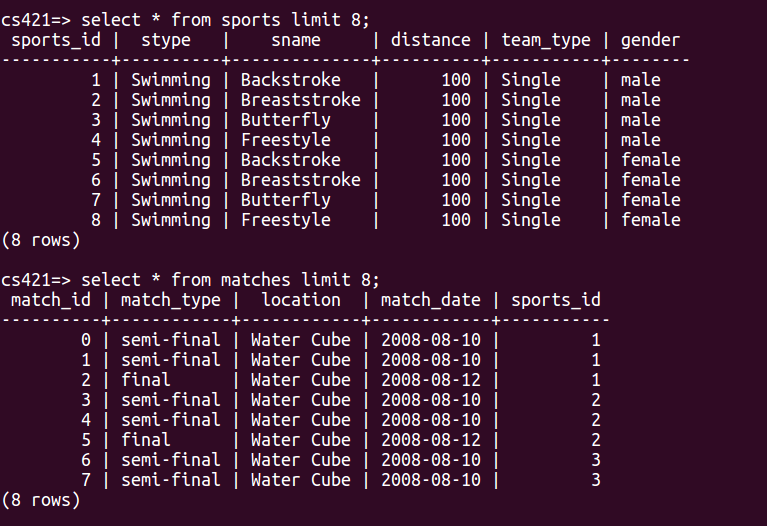 cs421=> select * from sports limit 8;
 sports_id |  stype   |    sname     | distance | team_type | gender
-----------+----------+--------------+----------+-----------+--------
         1 | Swimming | Backstroke   |      100 | Single    | male
         2 | Swimming | Breaststroke |      100 | Single    | male
         3 | Swimming | Butterfly    |      100 | Single    | male
         4 | Swimming | Freestyle    |      100 | Single    | male
         5 | Swimming | Backstroke   |      100 | Single    | female
         6 | Swimming | Breaststroke |      100 | Single    | female
         7 | Swimming | Butterfly    |      100 | Single    | female
         8 | Swimming | Freestyle    |      100 | Single    | female
(8 rows)

cs421=> select * from matches limit 8;
 match_id | match_type |  location  | match_date | sports_id
----------+------------+------------+------------+-----------
        0 | semi-final | Water Cube | 2008-08-10 |         1
        1 | semi-final | Water Cube | 2008-08-10 |         1
        2 | final      | Water Cube | 2008-08-12 |         1
        3 | semi-final | Water Cube | 2008-08-10 |         2
        4 | semi-final | Water Cube | 2008-08-10 |         2
        5 | final      | Water Cube | 2008-08-12 |         2
        6 | semi-final | Water Cube | 2008-08-10 |         3
        7 | semi-final | Water Cube | 2008-08-10 |         3
(8 rows)